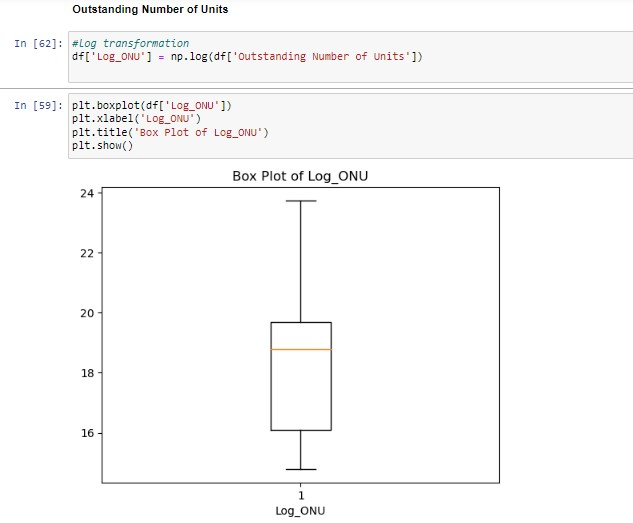 Outstanding Number of Units
In [62]: #Log transformation
df['Log_ONU'] = np.log(df['Outstanding Number of Units'])
In [59]: plt.boxplot(df['Log_ONU'])
plt.xlabel('Log_ONU')
plt.title('Box Plot of Log_ONU')
plt.show()
Box Plot of Log_ONU
24
22
20
18
16
1
Log_ONU